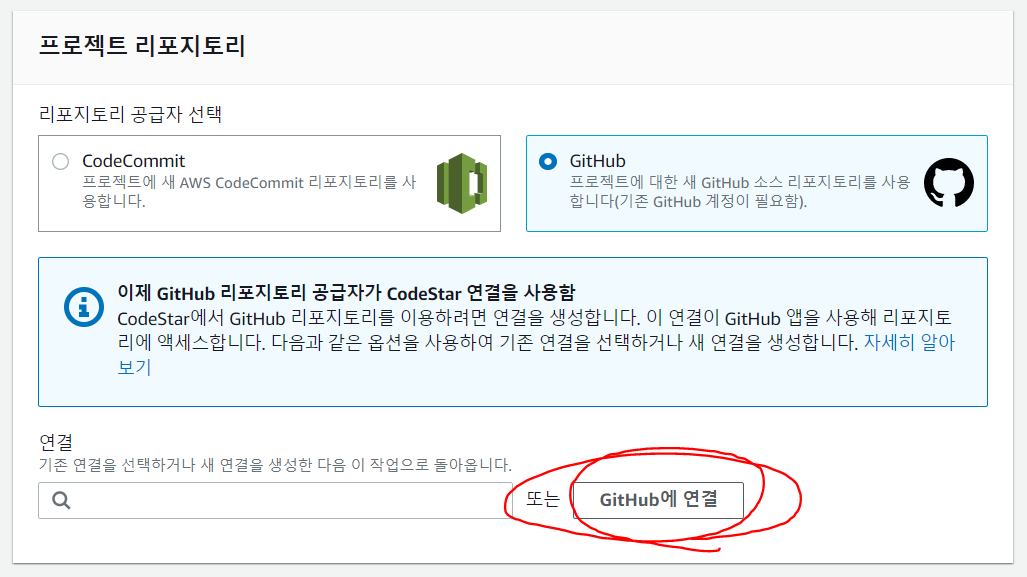 프로젝트 리포지토리
리포지토리 공급자 선택
CodeCommit
프로젝트에 새 AWS CodeCommit 리포지토리를 사
용합니다.
GitHub
프로젝트에 대한 새 GitHub 소스 리포지토리를 사용
합니다(기존 GitHub 계정이 필요함).
이제 GitHub 리포지토리 공급자가 CodeStar 연결을 사용함
CodeStar에서 GitHub 리포지토리를 이용하려면 연결을 생성합니다. 이 연결이 GitHub 앱을 사용해 리포지토
리에 액세스합니다. 다음과 같은 옵션을 사용하여 기존 연결을 선택하거나 새 연결을 생성합니다. 자세히 알아
보기
연결
기존 연결을 선택하거나 새 연결을 생성한 다음 이 작업으로 돌아옵니다.
또는 GitHub에 연결